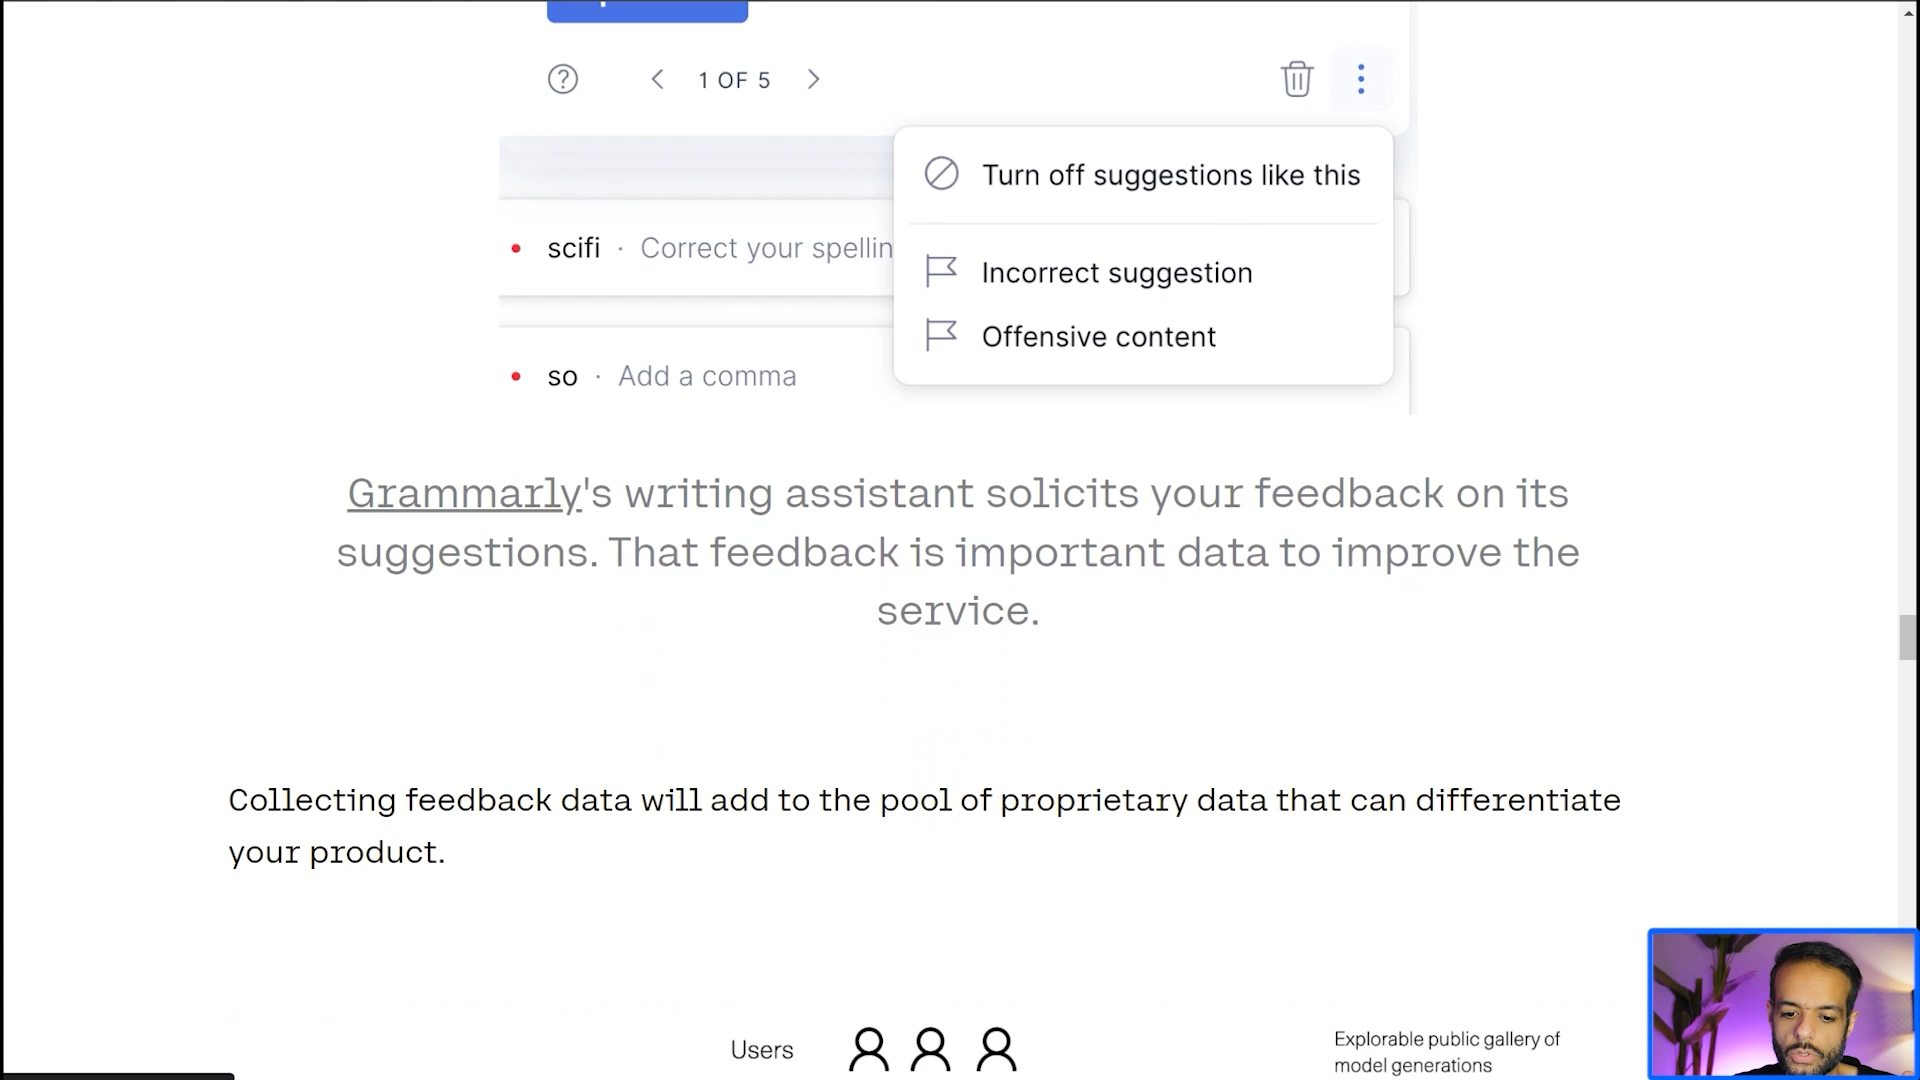 1 OF 5
Turn off suggestions like this
scifi · Correct your spellin
Incorrect suggestion
Offensive content
so · Add a comma
Grammarly's writing assistant solicits your feedback on its
suggestions. That feedback is important data to improve the
service.
Collecting feedback data will add to the pool of proprietary data that can differentiate
your product.
Users
Explorable public gallery of
model generations